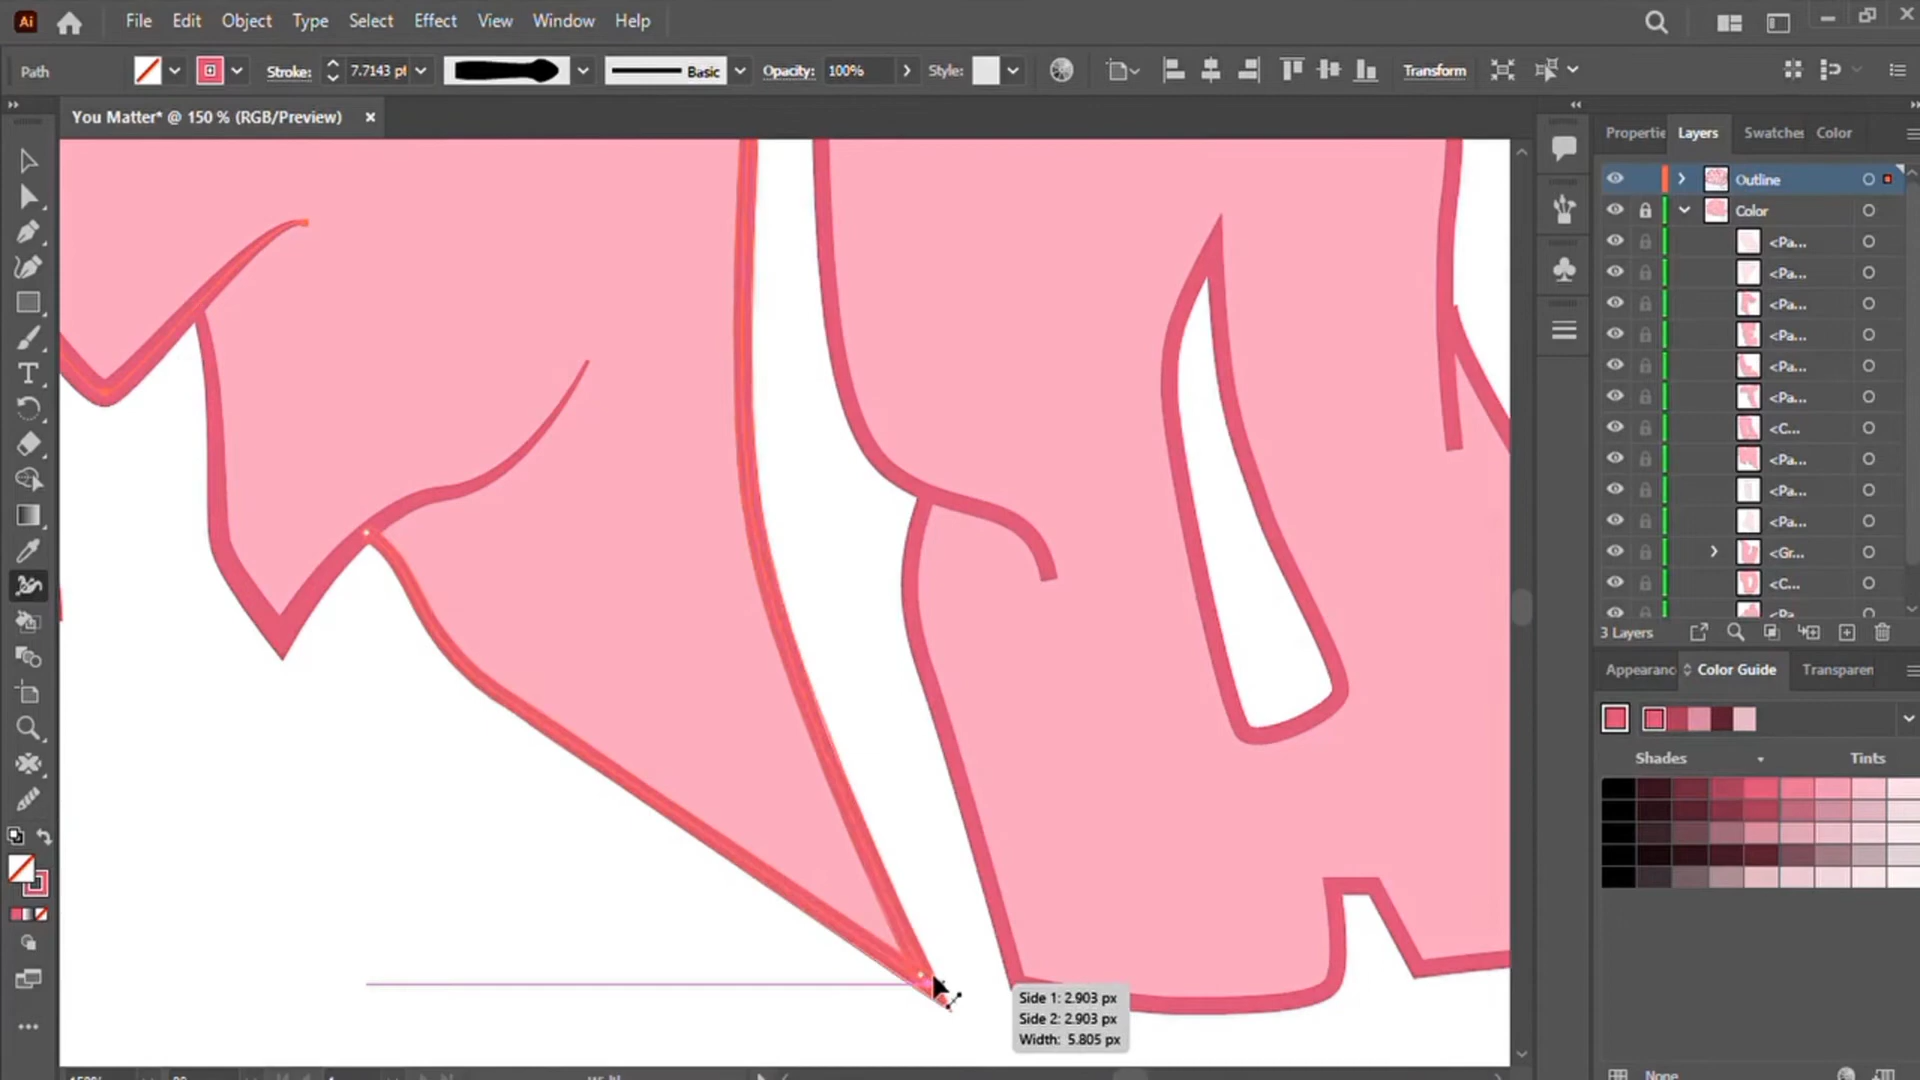 Ai File Edit Object Type Select Effect View Window Help
Path Stroke: 7.7143 pt Basic Opacity: 100% Style: Transform
You Matter* @ 150 % (RGB/Preview) ×
Propertie Layers Swatches Color
Outline
Color
<Pa...
<Pa...
<Pa...
<Pa...
<Pa...
<Pa...
<C...
<Pa...
<Pa...
<Pa...
<Gr...
<C...
<Pa...
3 Layers
Appearanc Color Guide Transparen
Shades Tints
Side 1: 2.903 px
Side 2: 2.903 px
Width: 5.805 px
None